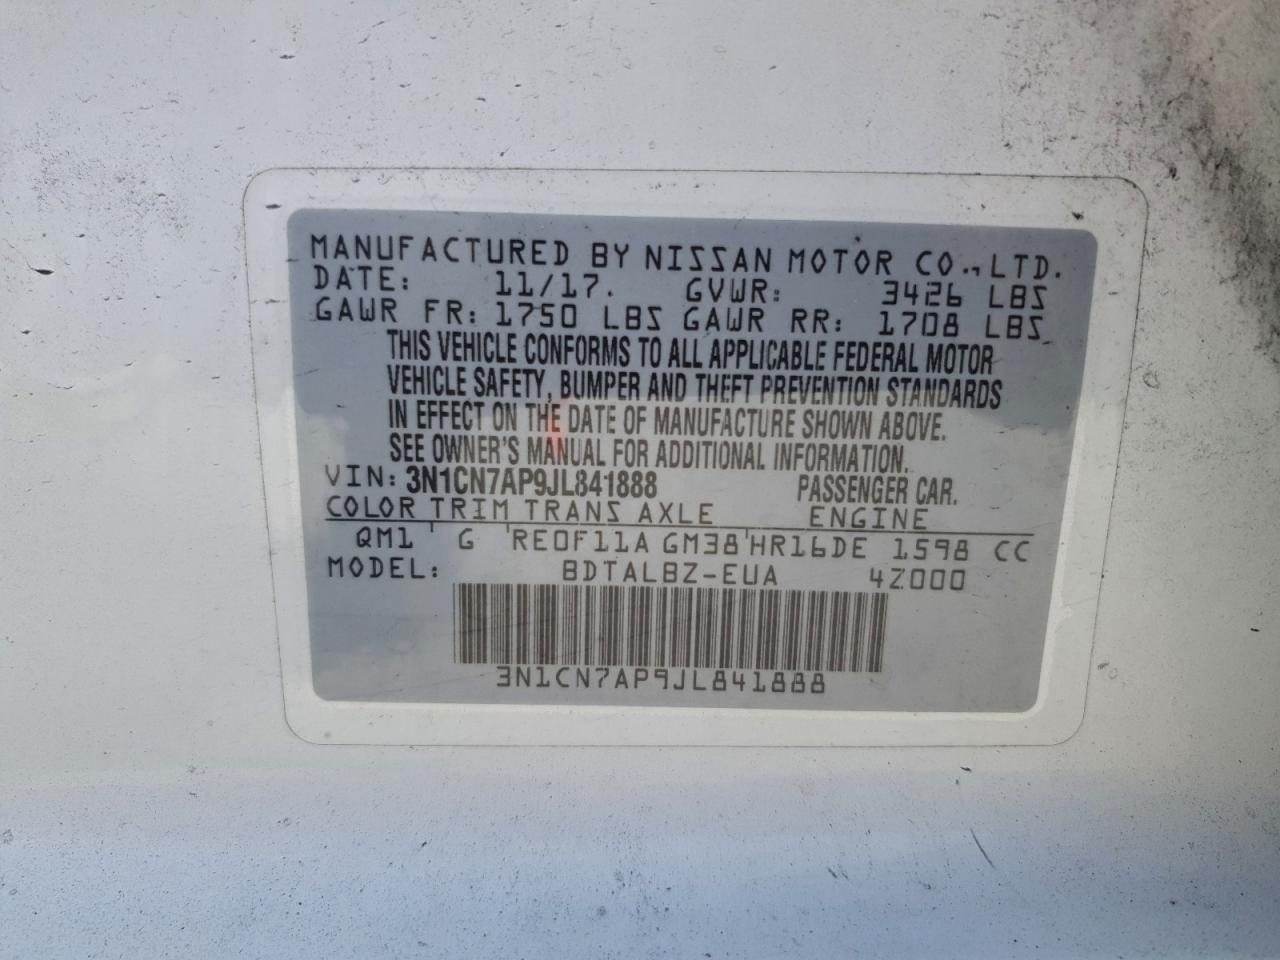 MANUFACTURED BY NISSAN MOTOR CO., LTD.
DATE: 11/17. GVWR: 3426 LBS
GAWR FR: 1750 LBS GAWR RR: 1708 LBS
THIS VEHICLE CONFORMS TO ALL APPLICABLE FEDERAL MOTOR
VEHICLE SAFETY, BUMPER AND THEFT PREVENTION STANDARDS
IN EFFECT ON THE DATE OF MANUFACTURE SHOWN ABOVE.
SEE OWNER'S MANUAL FOR ADDITIONAL INFORMATION.
VIN: 3N1CN7AP9JL841888 PASSENGER CAR.
COLOR TRIM TRANS AXLE ENGINE
QM1 ' G ' RE0F11A GM38 ' HR16DE 1598 CC
MODEL: BDTALBZ-EUA 4Z000
3N1CN7AP9JL841888